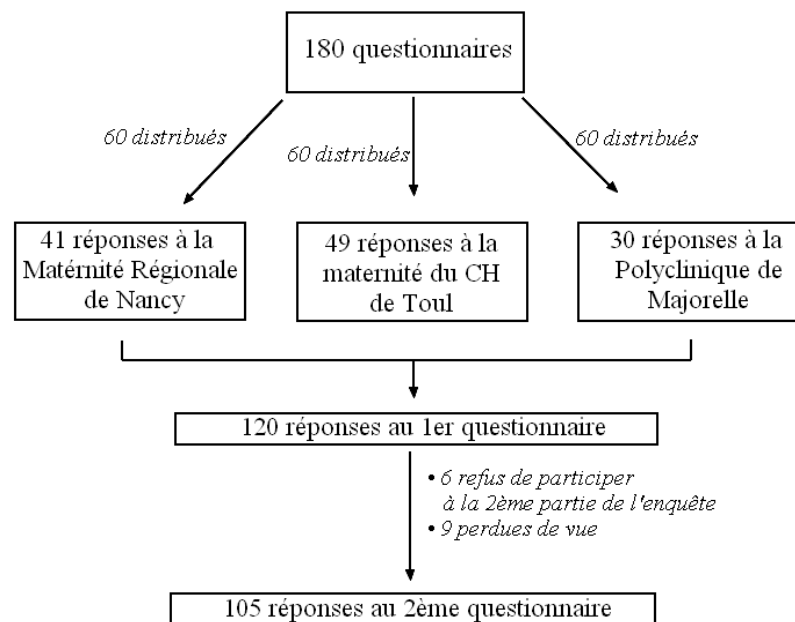 180 questionnaires
60 distribués
60 distribués
60 distribués
41 réponses à la
Matérnité Régionale
de Nancy
49 réponses à la
maternité du CH
de Toul
30 réponses à la
Polyclinique de
Majorelle
120 réponses au 1er questionnaire
• 6 refus de participer
à la 2ème partie de l'enquête
• 9 perdues de vue
105 réponses au 2ème questionnaire